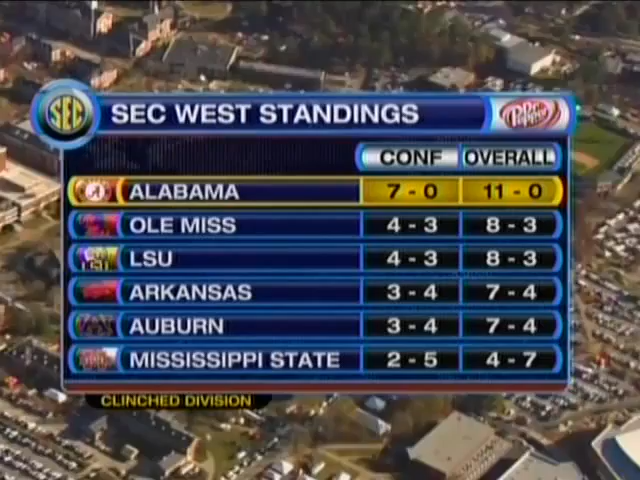 SEC SEC WEST STANDINGS Dr Pepper
CONF OVERALL
ALABAMA 7 - 0 11 - 0
OLE MISS 4 - 3 8 - 3
LSU LSU 4 - 3 8 - 3
ARKANSAS 3 - 4 7 - 4
AUBURN 3 - 4 7 - 4
MISSISSIPPI STATE 2 - 5 4 - 7
CLINCHED DIVISION